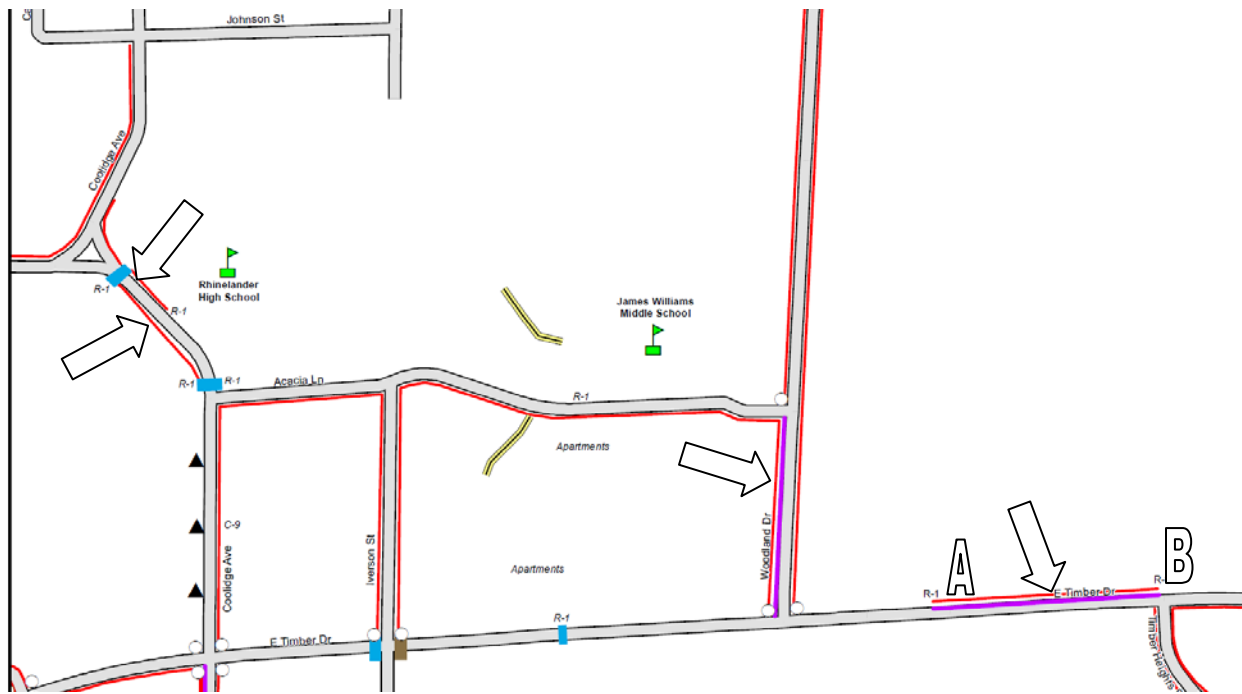 Johnson St
Ca
Coolidge Ave
Rhinelander
High School
R-1
R-1
James Williams
Middle School
R-1
R-1
Acacia Ln
R-1
Apartments
C-9
Coolidge Ave
Iverson St
Woodland Dr
Apartments
A
B
R-1
E Timber Dr
R-
R-1
E Timber Dr
Timber Heights